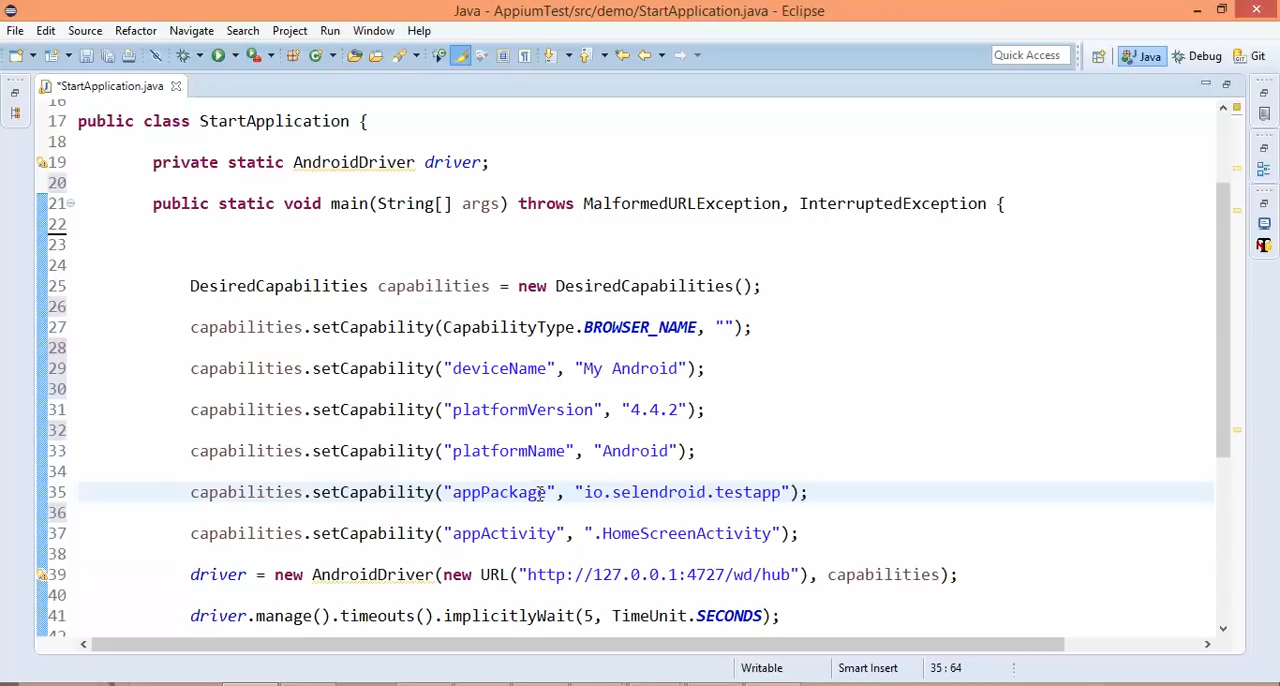 Java - AppiumTest/src/demo/StartApplication.java - Eclipse
File Edit Source Refactor Navigate Search Project Run Window Help
Quick Access Java Debug Git
*StartApplication.java
16
17 public class StartApplication {
18
19 private static AndroidDriver driver;
20
21 public static void main(String[] args) throws MalformedURLException, InterruptedException {
22
23
24
25 DesiredCapabilities capabilities = new DesiredCapabilities();
26
27 capabilities.setCapability(CapabilityType.BROWSER_NAME, "");
28
29 capabilities.setCapability("deviceName", "My Android");
30
31 capabilities.setCapability("platformVersion", "4.4.2");
32
33 capabilities.setCapability("platformName", "Android");
34
35 capabilities.setCapability("appPackage", "io.selendroid.testapp");
36
37 capabilities.setCapability("appActivity", ".HomeScreenActivity");
38
39 driver = new AndroidDriver(new URL("http://127.0.0.1:4727/wd/hub"), capabilities);
40
41 driver.manage().timeouts().implicitlyWait(5, TimeUnit.SECONDS);
42
Writable Smart Insert 35 : 64